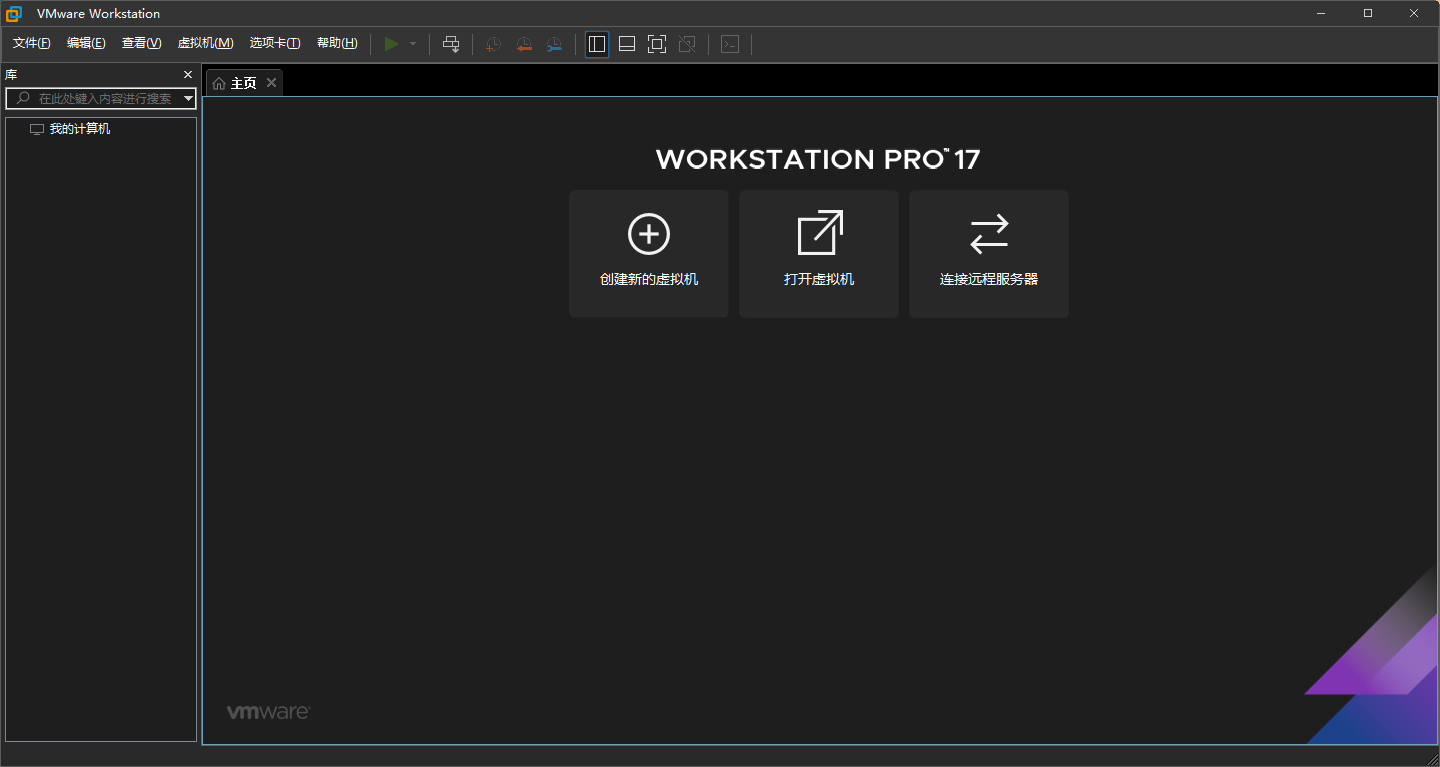 VMware Workstation
文件(F) 编辑(E) 查看(V) 虚拟机(M) 选项卡(T) 帮助(H)
库
在此处键入内容进行搜索
我的计算机
主页
WORKSTATION PRO™ 17
创建新的虚拟机 打开虚拟机 连接远程服务器
vmware®